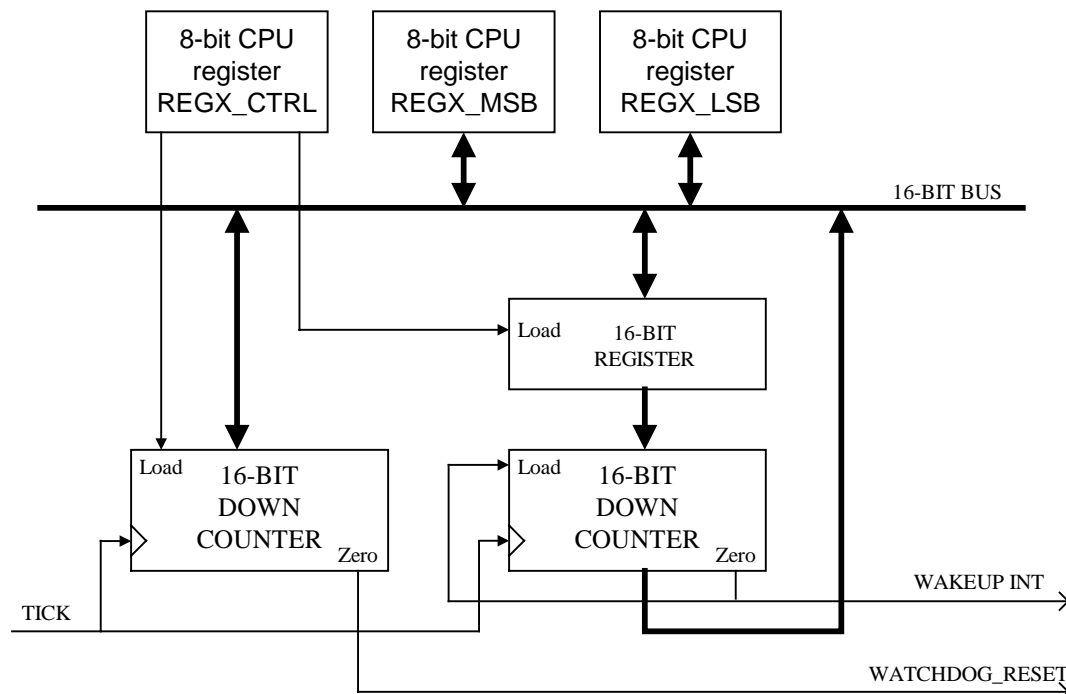 8-bit CPU
register
REGX_CTRL
8-bit CPU
register
REGX_MSB
8-bit CPU
register
REGX_LSB
16-BIT BUS
Load
16-BIT
REGISTER
Load
16-BIT
DOWN
COUNTER
Zero
Load
16-BIT
DOWN
COUNTER
Zero
WAKEUP INT
TICK
WATCHDOG_RESET